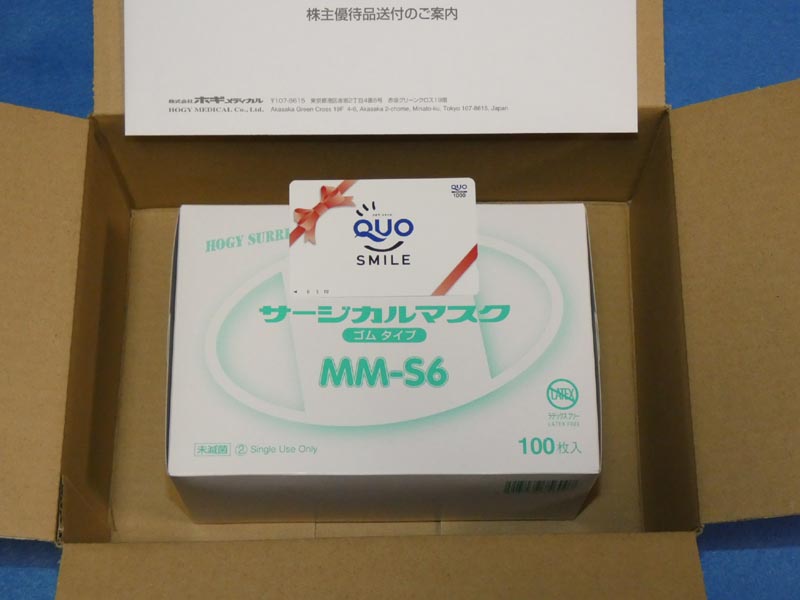 株主優待品送付のご案内
株式会社 ホギメディカル 〒107-8615 東京都港区赤坂2丁目4番6号 赤坂グリーンクロス19階
HOGY MEDICAL Co., Ltd. Akasaka Green Cross 19F 4-6, Akasaka 2-chome, Minato-ku, Tokyo 107-8615, Japan
QUO
1000
QUO
SMILE
HOGY SURRI
サージカルマスク
ゴムタイプ
MM-S6
LATEX
ラテックスフリー
LATEX FREE
未滅菌 ② Single Use Only
100枚入